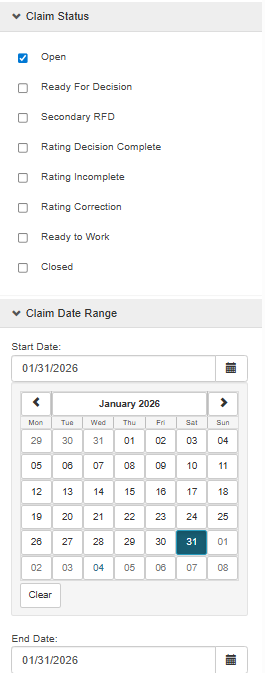 Claim Status
Open
Ready For Decision
Secondary RFD
Rating Decision Complete
Rating Incomplete
Rating Correction
Ready to Work
Closed
Claim Date Range
Start Date:
01/31/2026
January 2026
Mon Tue Wed Thu Fri Sat Sun
29 30 31 01 02 03 04
05 06 07 08 09 10 11
12 13 14 15 16 17 18
19 20 21 22 23 24 25
26 27 28 29 30 31 01
02 03 04 05 06 07 08
Clear
End Date:
01/31/2026